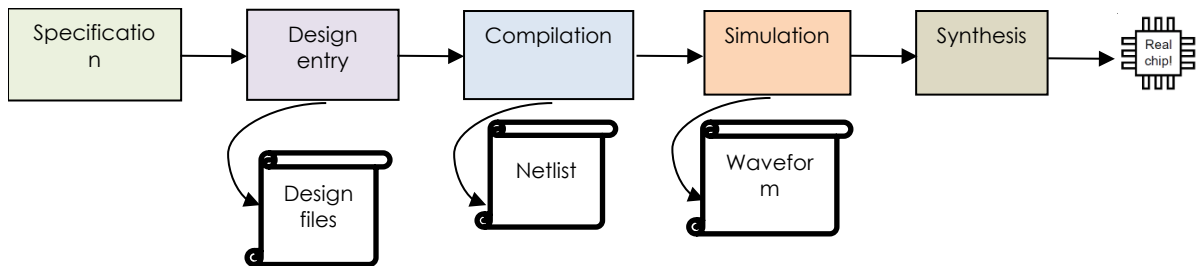 Specificatio
n
Design
entry
Compilation
Simulation
Synthesis
Real
chip!
Design
files
Netlist
Wavefor
m